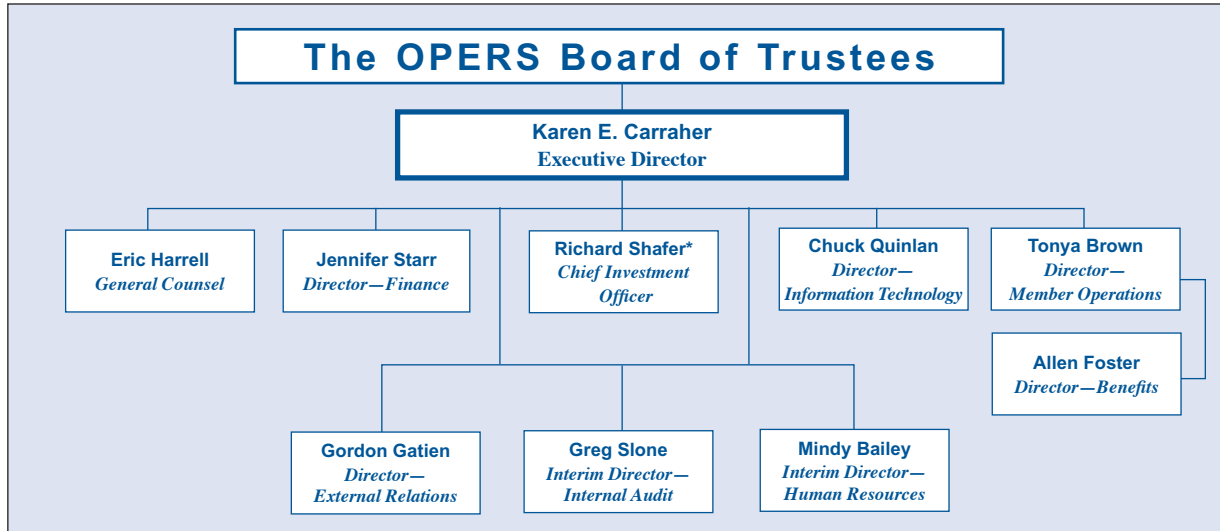 The OPERS Board of Trustees
Karen E. Carraher
Executive Director
Eric Harrell
General Counsel
Jennifer Starr
Director—Finance
Richard Shafer*
Chief Investment
Officer
Chuck Quinlan
Director—
Information Technology
Tonya Brown
Director—
Member Operations
Allen Foster
Director—Benefits
Gordon Gatien
Director—
External Relations
Greg Slone
Interim Director—
Internal Audit
Mindy Bailey
Interim Director—
Human Resources